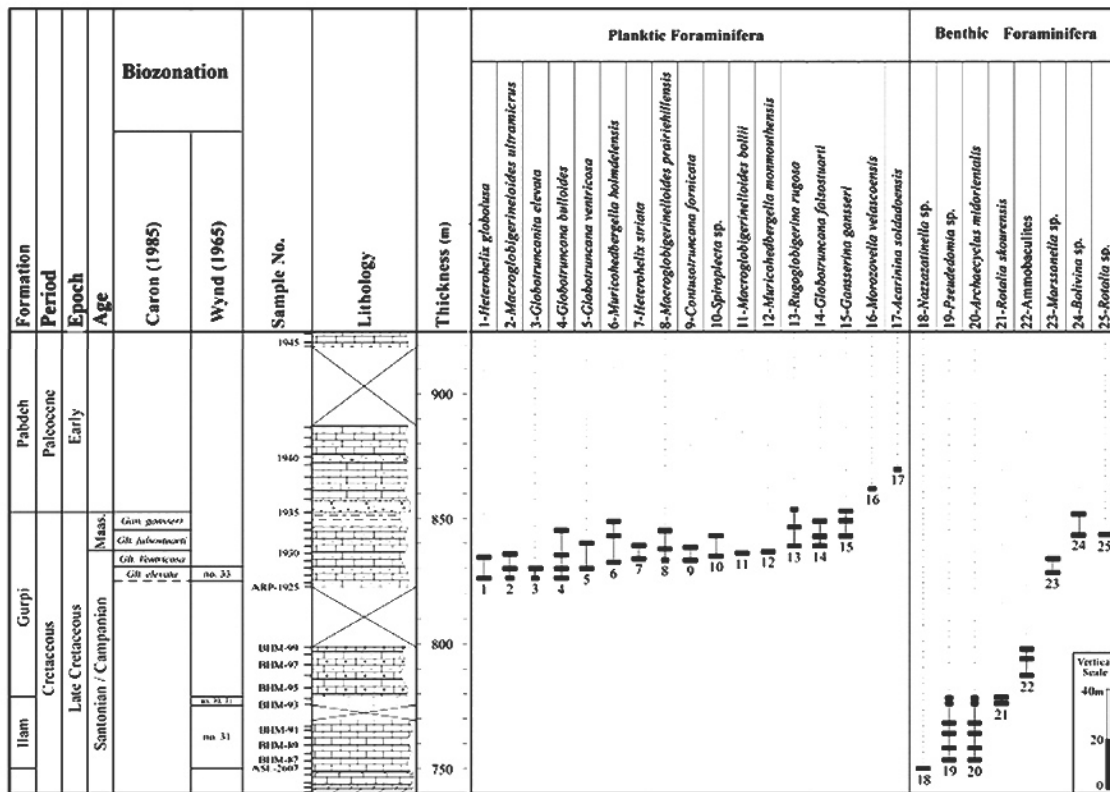 Planktic Foraminifera
Benthic Foraminifera
Biozonation
Formation
Period
Epoch
Age
Caron (1985)
Wynd (1965)
Sample No.
Lithology
Thickness (m)
1-Heterohelix globolusa
2-Macroglobigerineloides ultramicrus
3-Globotruncanita elevata
4-Globotruncana bulloides
5-Globotruncana ventricosa
6-Muricohedbergella holmdelensis
7-Heterohelix striata
8-Macroglobigerinelloides prairiehillensis
9-Contusotruncana fornicata
10-Spiroplecta sp.
11-Macroglobigerinelloides bollii
12-Muricohedbergella monmouthensis
13-Rugoglobigerina rugosa
14-Globotruncana falsostuarti
15-Gansserina gansseri
16-Morozovella velascoensis
17-Acarinina soldadoensis
18-Nazzazatinella sp.
19-Pseudedomia sp.
20-Archaecyclus midorientalis
21-Rotalia skourensis
22-Ammobaculites
23-Marssonella sp.
24-Bolivina sp.
25-Rotalia sp.
Pabdeh
Gurpi
Ilam
Paleocene
Cretaceous
Early
Late Cretaceous
Maas.
Santonian / Campanian
Gan. gansseri
Glt. falsostuarti
Glt. Ventricosa
Glt. elevata
no. 33
no. 31
1945
1940
1935
1930
ARP-1925
BHM-99
BHM-97
BHM-95
BHM-93
BHM-91
BHM-89
BHM-87
ASL-2607
900
850
800
750
1
2
3
4
5
6
7
8
9
10
11
12
13
14
15
16
17
18
19
20
21
22
23
24
25
Vertical
Scale
40m
20
0